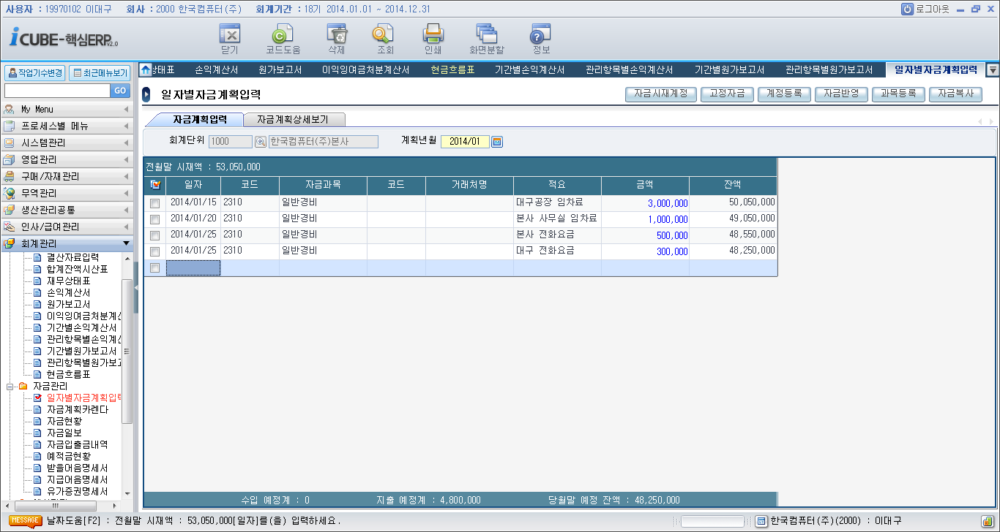 사용자 : 19970102 이대구 회사 : 2000 한국컴퓨터(주) 회계기간 : 18기 2014.01.01 ~ 2014.12.31 로그아웃
iCUBE-핵심ERP v2.0
닫기 코드도움 삭제 조회 인쇄 화면분할 정보
작업기수변경 최근메뉴보기
상태표 손익계산서 원가보고서 이익잉여금처분계산서 현금흐름표 기간별손익계산서 관리항목별손익계산서 기간별원가보고서 관리항목별원가보고서 일자별자금계획입력
GO
일자별자금계획입력
자금시재계정 고정자금 계정등록 자금반영 과목등록 자금복사
My Menu
프로세스별 메뉴
시스템관리
영업관리
구매/자재관리
무역관리
생산관리공통
인사/급여관리
회계관리
결산자료입력
합계잔액시산표
재무상태표
손익계산서
원가보고서
이익잉여금처분계산
기간별손익계산서
관리항목별손익계산
기간별원가보고서
관리항목별원가보고
현금흐름표
자금관리
일자별자금계획입력
자금계획카렌다
자금현황
자금일보
자금입출금내역
예적금현황
받을어음명세서
지급어음명세서
유가증권명세서
자금계획입력 자금계획상세보기
회계단위 1000 한국컴퓨터(주)본사 계획년월 2014/01
전월말 시재액 : 53,050,000
일자 코드 자금과목 코드 거래처명 적요 금액 잔액
2014/01/15 2310 일반경비 대구공장 임차료 3,000,000 50,050,000
2014/01/20 2310 일반경비 본사 사무실 임차료 1,000,000 49,050,000
2014/01/25 2310 일반경비 본사 전화요금 500,000 48,550,000
2014/01/25 2310 일반경비 대구 전화요금 300,000 48,250,000
수입 예정계 : 0 지출 예정계 : 4,800,000 당월말 예정 잔액 : 48,250,000
MESSAGE 날짜도움[F2] : 전월말 시재액 : 53,050,000[일자]를(을) 입력하세요. 한국컴퓨터(주)(2000) : 이대구